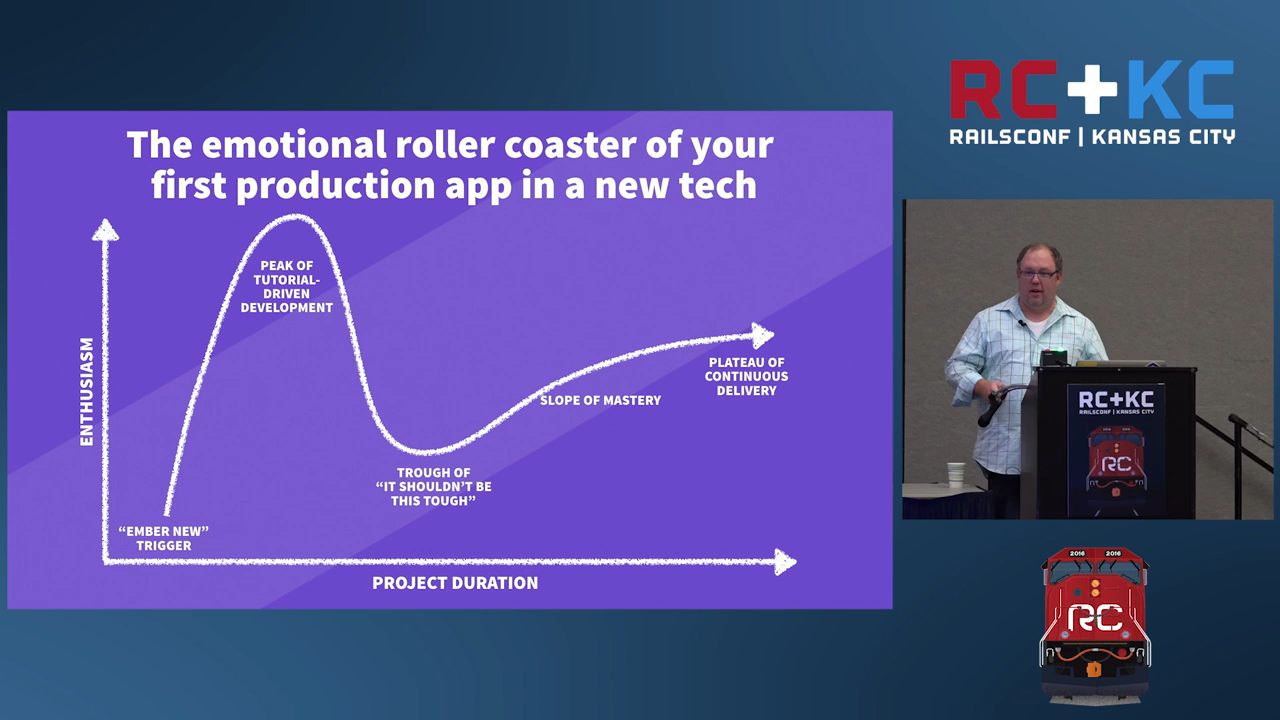 The emotional roller coaster of your
first production app in a new tech
ENTHUSIASM
PEAK OF
TUTORIAL-
DRIVEN
DEVELOPMENT
PLATEAU OF
CONTINUOUS
DELIVERY
SLOPE OF MASTERY
TROUGH OF
“IT SHOULDN’T BE
THIS TOUGH”
“EMBER NEW”
TRIGGER
PROJECT DURATION
RC+KC
RAILSCONF | KANSAS CITY
RC+KC
RAILSCONF | KANSAS CITY
RC
2016 2016
RC